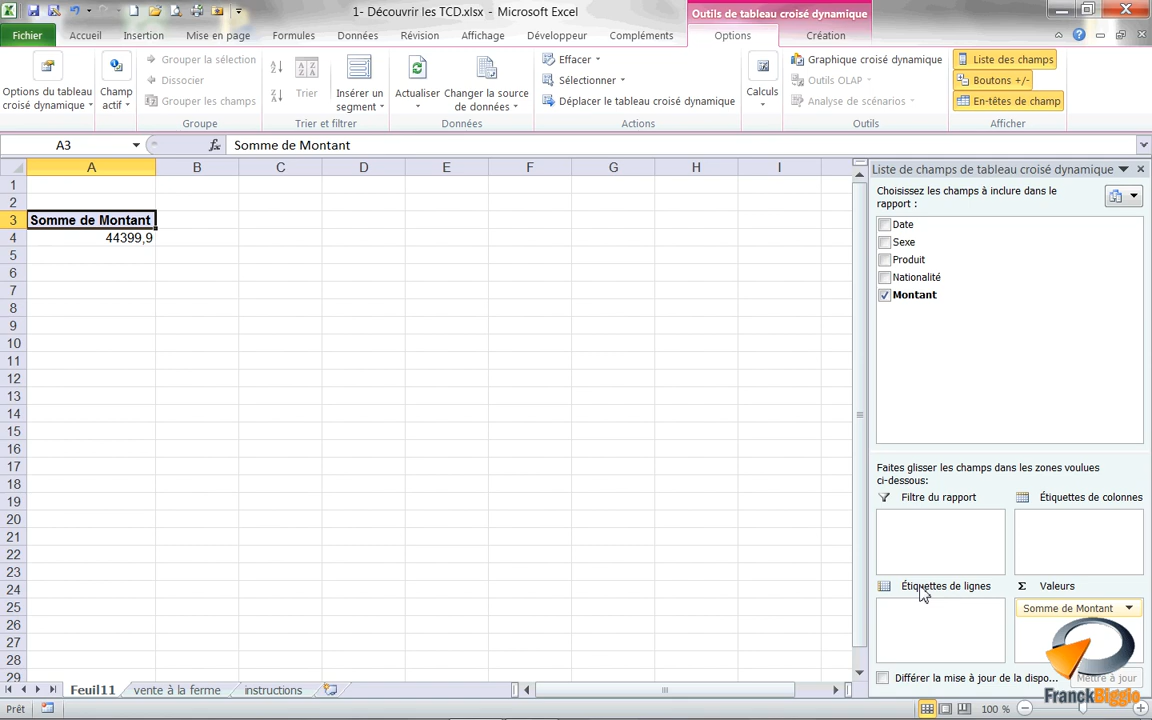 1- Découvrir les TCD.xlsx - Microsoft Excel
Outils de tableau croisé dynamique
Fichier Accueil Insertion Mise en page Formules Données Révision Affichage Développeur Compléments Options Création
Options du tableau
croisé dynamique
Champ
actif
Grouper la sélection
Dissocier
Grouper les champs
Groupe
Trier
Insérer un
segment
Trier et filtrer
Actualiser
Changer la source
de données
Données
Effacer
Sélectionner
Déplacer le tableau croisé dynamique
Actions
Calculs
Graphique croisé dynamique
Outils OLAP
Analyse de scénarios
Outils
Liste des champs
Boutons +/-
En-têtes de champ
Afficher
A3 fx Somme de Montant
A B C D E F G H I
1
2
3 Somme de Montant
4 44399,9
5
6
7
8
9
10
11
12
13
14
15
16
17
18
19
20
21
22
23
24
25
26
27
28
29
Liste de champs de tableau croisé dynamique
Choisissez les champs à inclure dans le
rapport :
Date
Sexe
Produit
Nationalité
Montant
Faites glisser les champs dans les zones voulues
ci-dessous:
Filtre du rapport
Étiquettes de colonnes
Étiquettes de lignes
Σ Valeurs
Somme de Montant
Différer la mise à jour de la dispo...
Mettre à jour
FranckBiggio
Feuil11 vente à la ferme instructions
Prêt
100 %